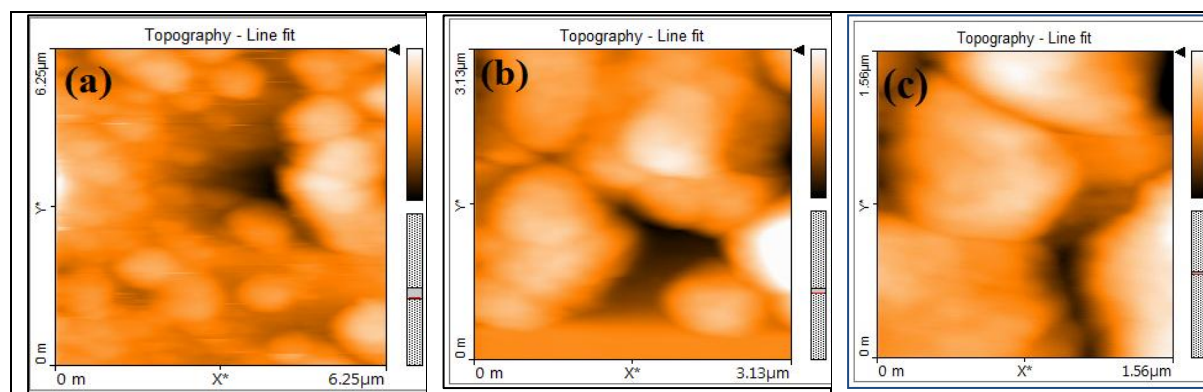 Topography - Line fit
(a)
6.25µm
Y*
0 m
0 m
X*
6.25µm
Topography - Line fit
(b)
3.13µm
Y*
0 m
0 m
X*
3.13µm
Topography - Line fit
(c)
1.56µm
Y*
0 m
0 m
X*
1.56µm